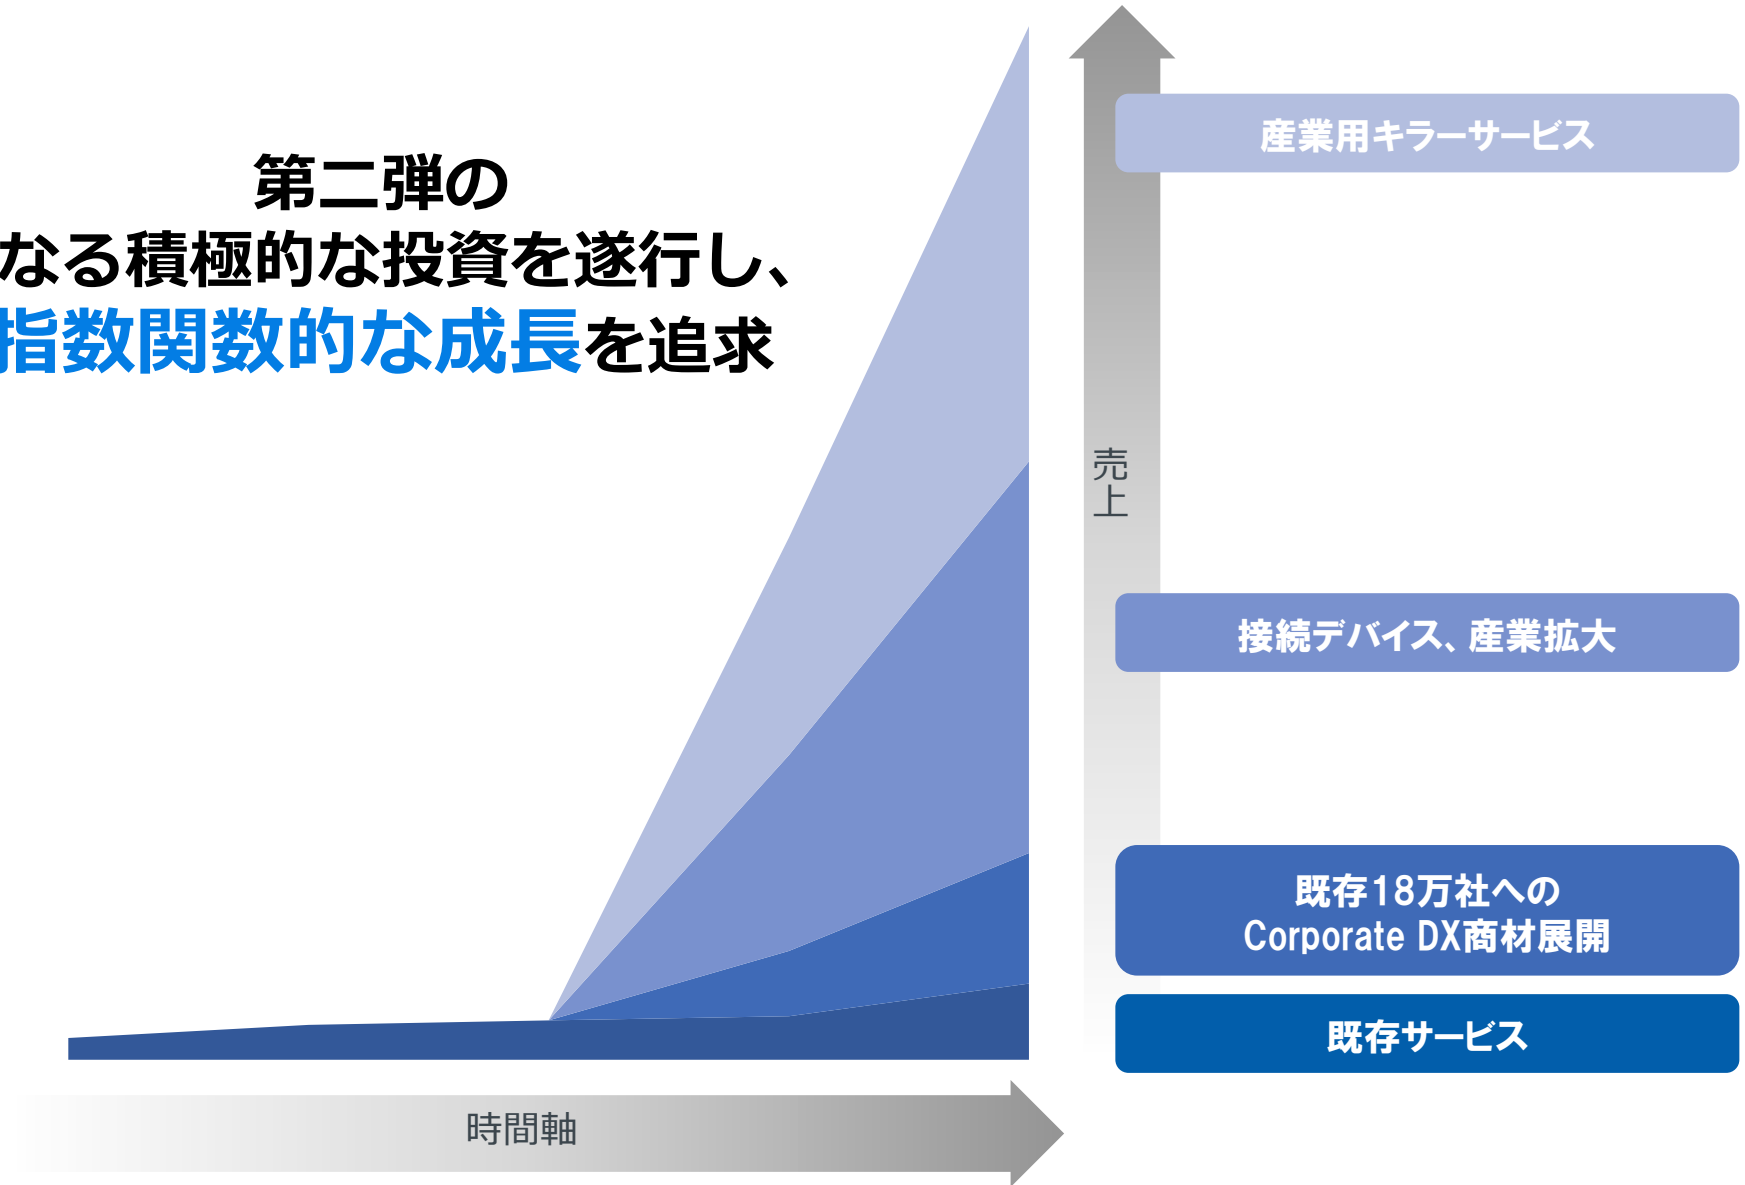 第二弾の
なる積極的な投資を遂行し、
指数関数的な成長を追求
産業用キラーサービス
売上
接続デバイス、産業拡大
既存18万社への
Corporate DX商材展開
既存サービス
時間軸